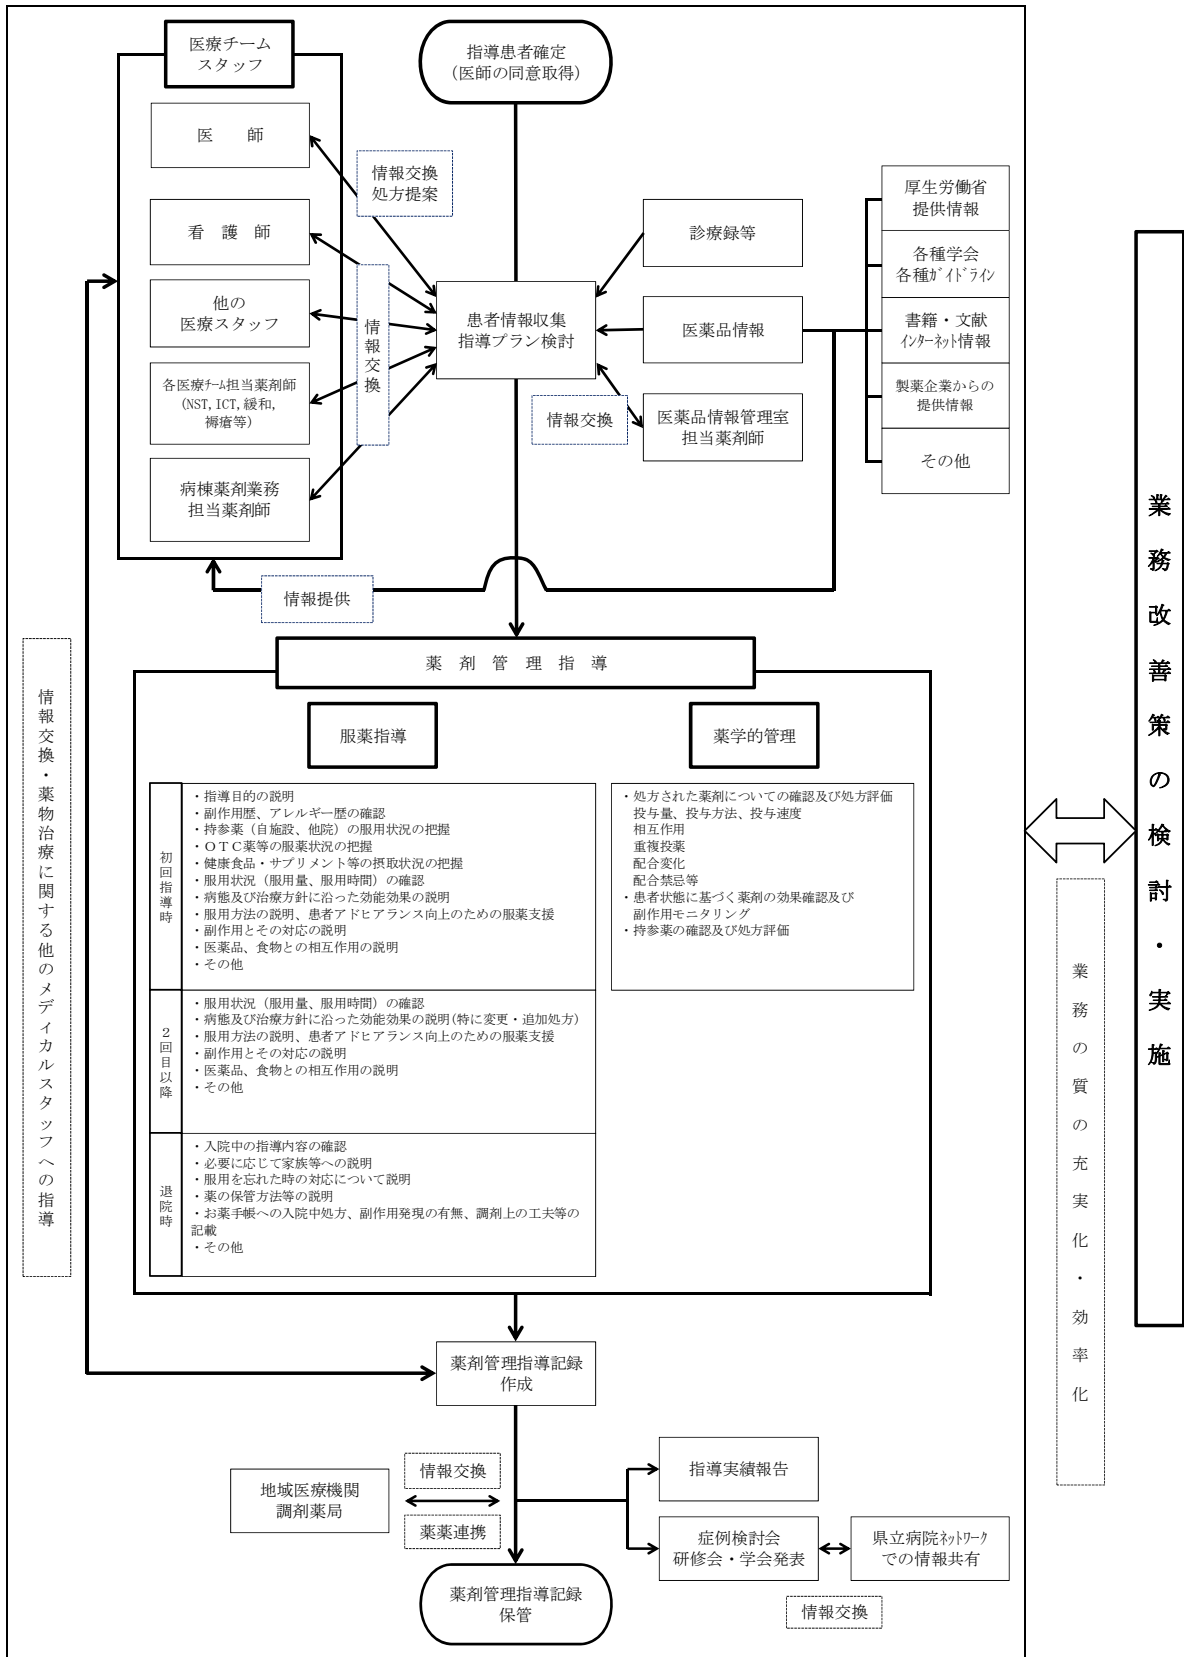 医療チーム
スタッフ
指導患者確定
(医師の同意取得)
医　師
情報交換
処方提案
看　護　師
他の
医療スタッフ
各医療ﾁｰﾑ担当薬剤師
(NST,ICT,緩和,
褥瘡等)
病棟薬剤業務
担当薬剤師
情報交換
患者情報収集
指導プラン検討
診療録等
医薬品情報
情報交換
医薬品情報管理室
担当薬剤師
厚生労働省
提供情報
各種学会
各種ｶﾞｲﾄﾞﾗｲﾝ
書籍・文献
ｲﾝﾀｰﾈｯﾄ情報
製薬企業からの
提供情報
その他
情報提供
薬　剤　管　理　指　導
服薬指導
薬学的管理
初回指導時
・指導目的の説明
・副作用歴、アレルギー歴の確認
・持参薬（自施設、他院）の服用状況の把握
・ＯＴＣ薬等の服薬状況の把握
・健康食品・サプリメント等の摂取状況の把握
・服用状況（服用量、服用時間）の確認
・病態及び治療方針に沿った効能効果の説明
・服用方法の説明、患者アドヒアランス向上のための服薬支援
・副作用とその対応の説明
・医薬品、食物との相互作用の説明
・その他
・処方された薬剤についての確認及び処方評価
投与量、投与方法、投与速度
相互作用
重複投薬
配合変化
配合禁忌等
・患者状態に基づく薬剤の効果確認及び
副作用モニタリング
・持参薬の確認及び処方評価
２回目以降
・服用状況（服用量、服用時間）の確認
・病態及び治療方針に沿った効能効果の説明(特に変更・追加処方)
・服用方法の説明、患者アドヒアランス向上のための服薬支援
・副作用とその対応の説明
・医薬品、食物との相互作用の説明
・その他
退院時
・入院中の指導内容の確認
・必要に応じて家族等への説明
・服用を忘れた時の対応について説明
・薬の保管方法等の説明
・お薬手帳への入院中処方、副作用発現の有無、調剤上の工夫等の
記載
・その他
情報交換・薬物治療に関する他のメディカルスタッフへの指導
薬剤管理指導記録
作成
地域医療機関
調剤薬局
情報交換
薬薬連携
指導実績報告
症例検討会
研修会・学会発表
県立病院ﾈｯﾄﾜｰｸ
での情報共有
情報交換
薬剤管理指導記録
保管
業務改善策の検討・実施
業務の質の充実化・効率化